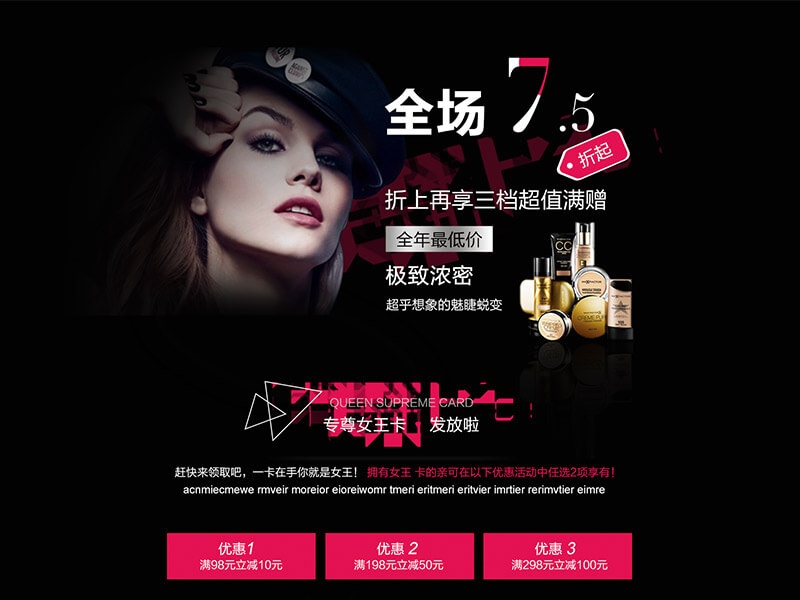 全场 7.5
折起
折上再享三档超值满赠
全年最低价
极致浓密
超乎想象的魅睫蜕变
CC
MAXFACTOR
CREME PUFF
QUEEN SUPREME CARD
专尊女王卡 发放啦
赶快来领取吧，一卡在手你就是女王！ 拥有女王 卡的亲可在以下优惠活动中任选2项享有！
acnmiecmewe rmveir moreior eioreiwomr tmeri eritmeri eritvier imrtier rerimvtier eimre
优惠1
满98元立减10元
优惠 2
满198元立减50元
优惠 3
满298元立减100元